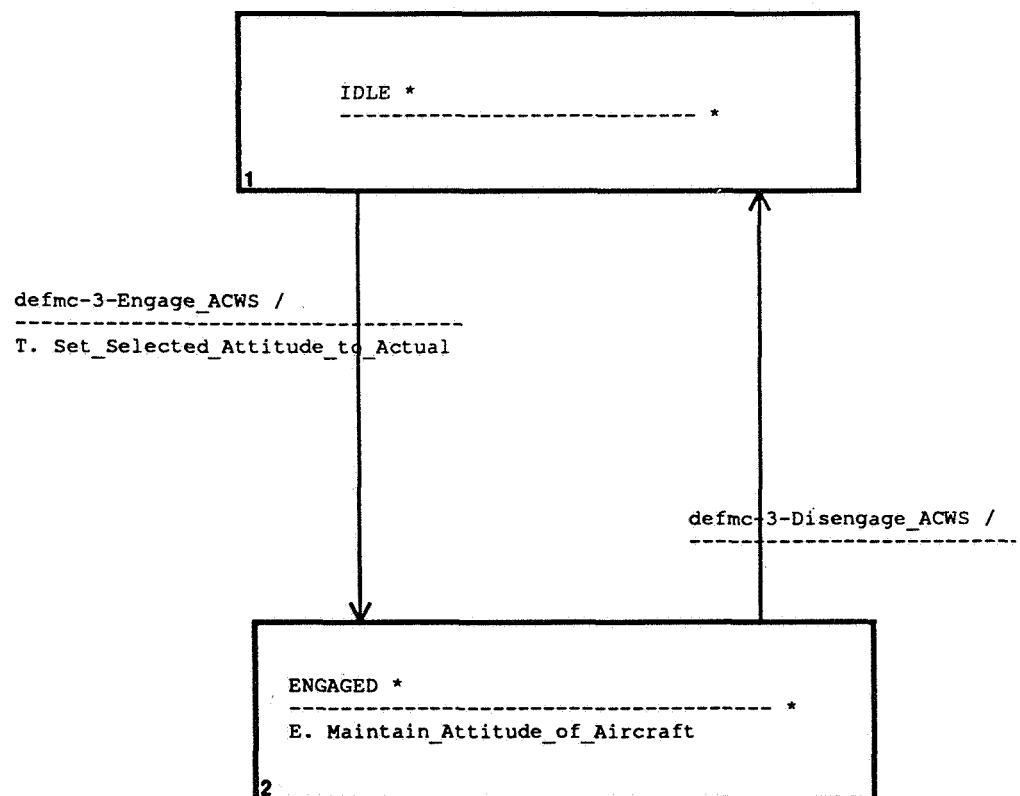 IDLE *
---------------------------- *
1
defmc-3-Engage_ACWS /
-----------------------------------
T. Set_Selected_Attitude_to_Actual
defmc-3-Disengage_ACWS /
--------------------------
ENGAGED *
-------------------------------------- *
E. Maintain_Attitude_of_Aircraft
2